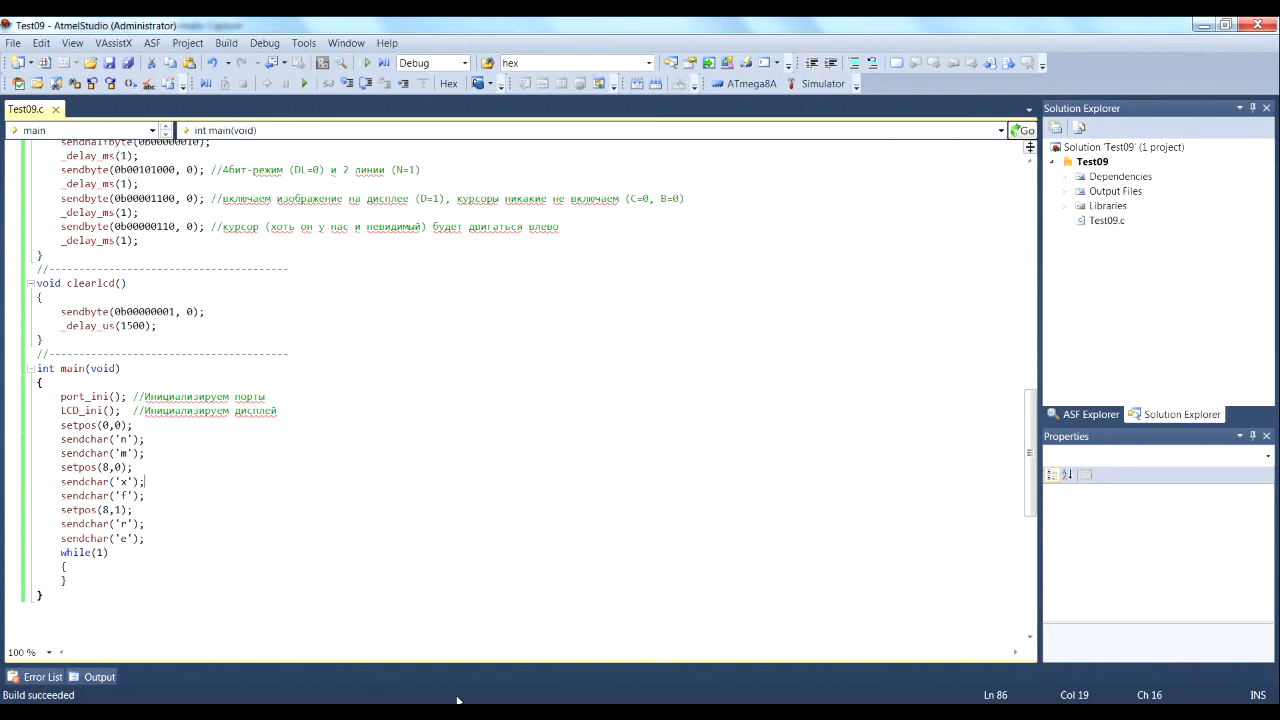 Test09 - AtmelStudio (Administrator)
File Edit View VAssistX ASF Project Build Debug Tools Window Help
Debug hex
Hex ATmega8A Simulator
Test09.c
main int main(void) Go
sendhalfbyte(0b00000010);
_delay_ms(1);
sendbyte(0b00101000, 0); //4бит-режим (DL=0) и 2 линии (N=1)
_delay_ms(1);
sendbyte(0b00001100, 0); //включаем изображение на дисплее (D=1), курсоры никакие не включаем (C=0, B=0)
_delay_ms(1);
sendbyte(0b00000110, 0); //курсор (хоть он у нас и невидимый) будет двигаться влево
_delay_ms(1);
}
//----------------------------------------
void clearlcd()
{
sendbyte(0b00000001, 0);
_delay_us(1500);
}
//----------------------------------------
int main(void)
{
port_ini(); //Инициализируем порты
LCD_ini(); //Инициализируем дисплей
setpos(0,0);
sendchar('n');
sendchar('m');
setpos(8,0);
sendchar('x');
sendchar('f');
setpos(8,1);
sendchar('r');
sendchar('e');
while(1)
{
}
}
100 %
Error List Output
Build succeeded Ln 86 Col 19 Ch 16 INS
Solution Explorer
Solution 'Test09' (1 project)
Test09
Dependencies
Output Files
Libraries
Test09.c
ASF Explorer Solution Explorer
Properties